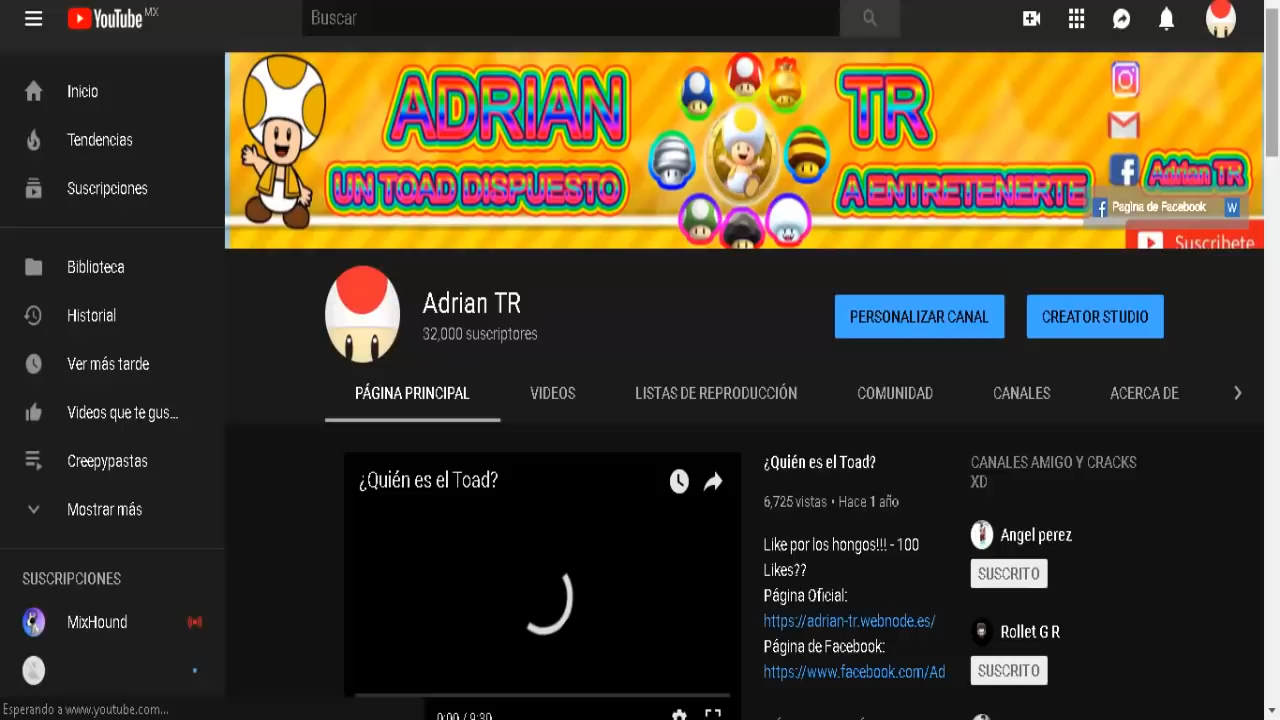 YouTube MX
Buscar
Inicio
Tendencias
Suscripciones
Biblioteca
Historial
Ver más tarde
Videos que te gus...
Creepypastas
Mostrar más
SUSCRIPCIONES
MixHound
Esperando a www.youtube.com...
ADRIAN TR
UN TOAD DISPUESTO A ENTRETENERTE
Adrian TR
Pagina de Facebook W
Suscribete
Adrian TR
32,000 suscriptores
PERSONALIZAR CANAL
CREATOR STUDIO
PÁGINA PRINCIPAL
VIDEOS
LISTAS DE REPRODUCCIÓN
COMUNIDAD
CANALES
ACERCA DE
¿Quién es el Toad?
0:00 / 9:30
¿Quién es el Toad?
6,725 vistas • Hace 1 año
Like por los hongos!!! - 100
Likes??
Página Oficial:
https://adrian-tr.webnode.es/
Página de Facebook:
https://www.facebook.com/Ad
CANALES AMIGO Y CRACKS
XD
Angel perez
SUSCRITO
Rollet G R
SUSCRITO